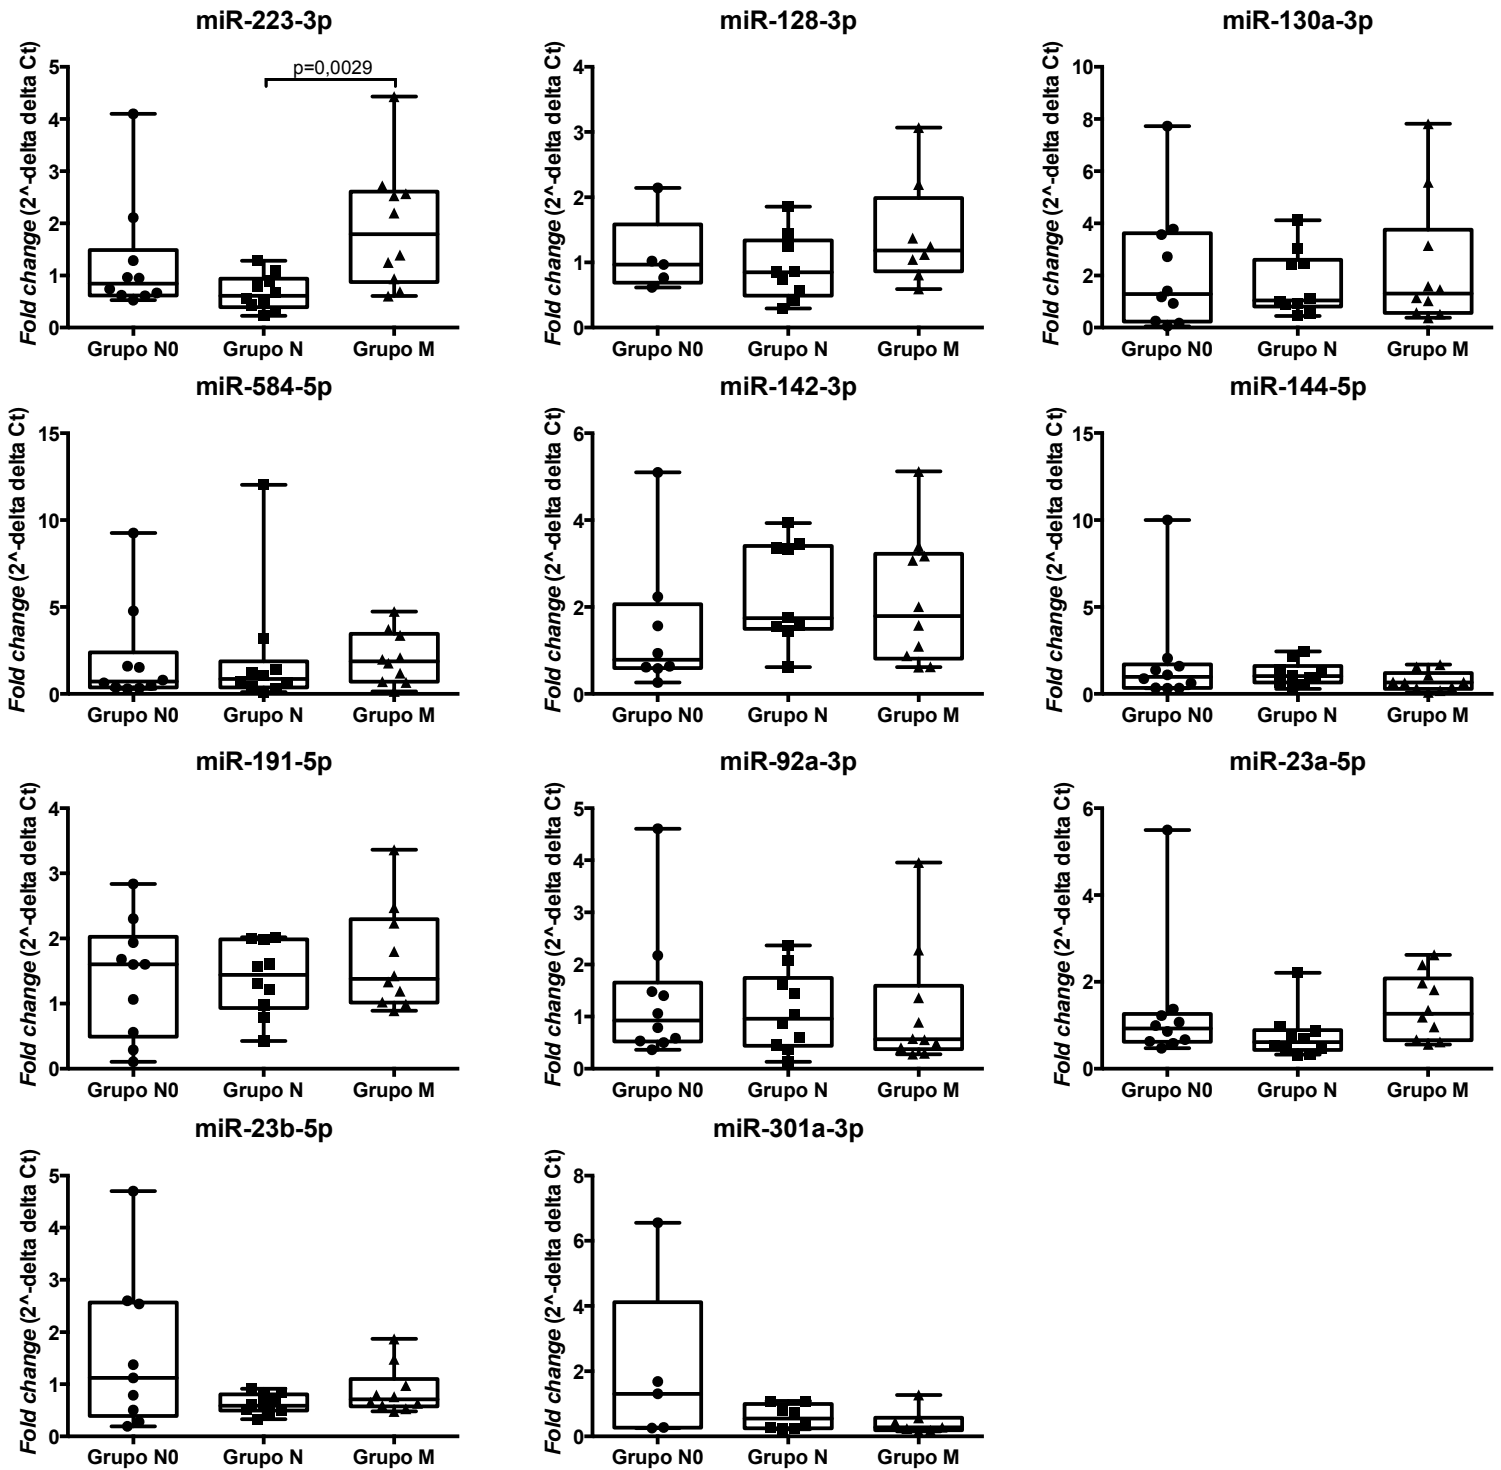 miR-223-3p
Fold change (2^-delta delta Ct)
5
4
3
2
1
0
p=0,0029
Grupo N0 Grupo N Grupo M
miR-128-3p
Fold change (2^-delta delta Ct)
4
3
2
1
0
Grupo N0 Grupo N Grupo M
miR-130a-3p
Fold change (2^-delta delta Ct)
10
8
6
4
2
0
Grupo N0 Grupo N Grupo M
miR-584-5p
Fold change (2^-delta delta Ct)
15
10
5
0
Grupo N0 Grupo N Grupo M
miR-142-3p
Fold change (2^-delta delta Ct)
6
4
2
0
Grupo N0 Grupo N Grupo M
miR-144-5p
Fold change (2^-delta delta Ct)
15
10
5
0
Grupo N0 Grupo N Grupo M
miR-191-5p
Fold change (2^-delta delta Ct)
4
3
2
1
0
Grupo N0 Grupo N Grupo M
miR-92a-3p
Fold change (2^-delta delta Ct)
5
4
3
2
1
0
Grupo N0 Grupo N Grupo M
miR-23a-5p
Fold change (2^-delta delta Ct)
6
4
2
0
Grupo N0 Grupo N Grupo M
miR-23b-5p
Fold change (2^-delta delta Ct)
5
4
3
2
1
0
Grupo N0 Grupo N Grupo M
miR-301a-3p
Fold change (2^-delta delta Ct)
8
6
4
2
0
Grupo N0 Grupo N Grupo M